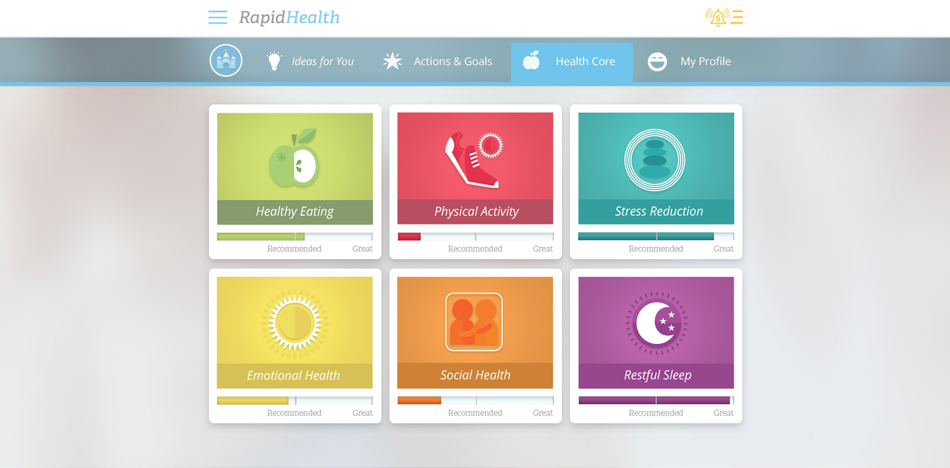 RapidHealth
5
Ideas for You
Actions & Goals
Health Core
My Profile
Healthy Eating
Physical Activity
Stress Reduction
Recommended Great
Recommended Great
Recommended Great
Emotional Health
Social Health
Restful Sleep
Recommended Great
Recommended Great
Recommended Great